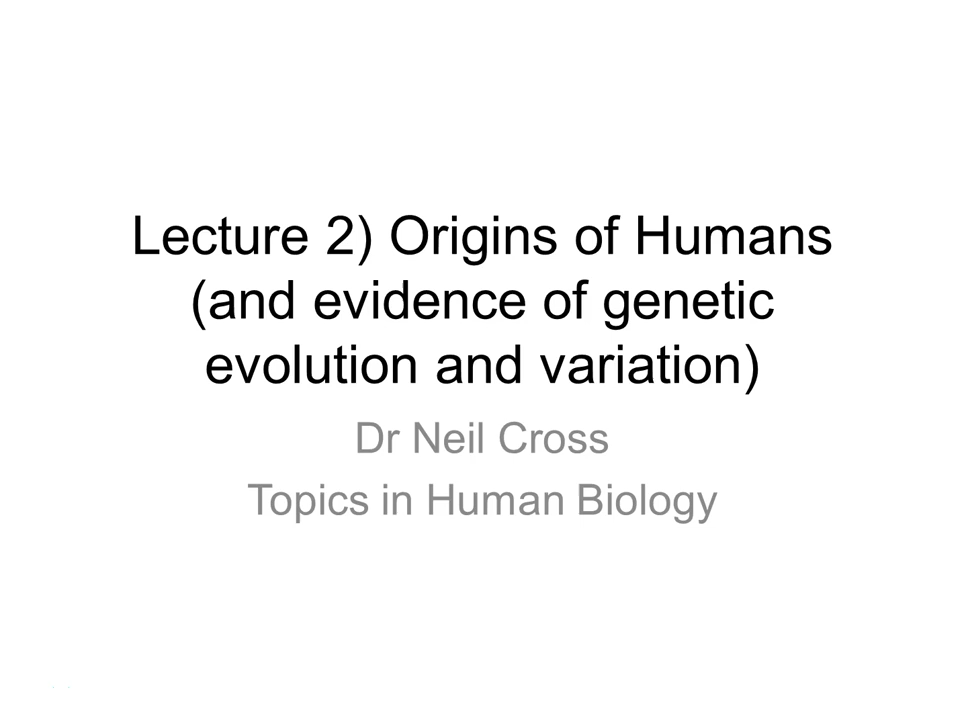 Lecture 2) Origins of Humans
(and evidence of genetic
evolution and variation)
Dr Neil Cross
Topics in Human Biology